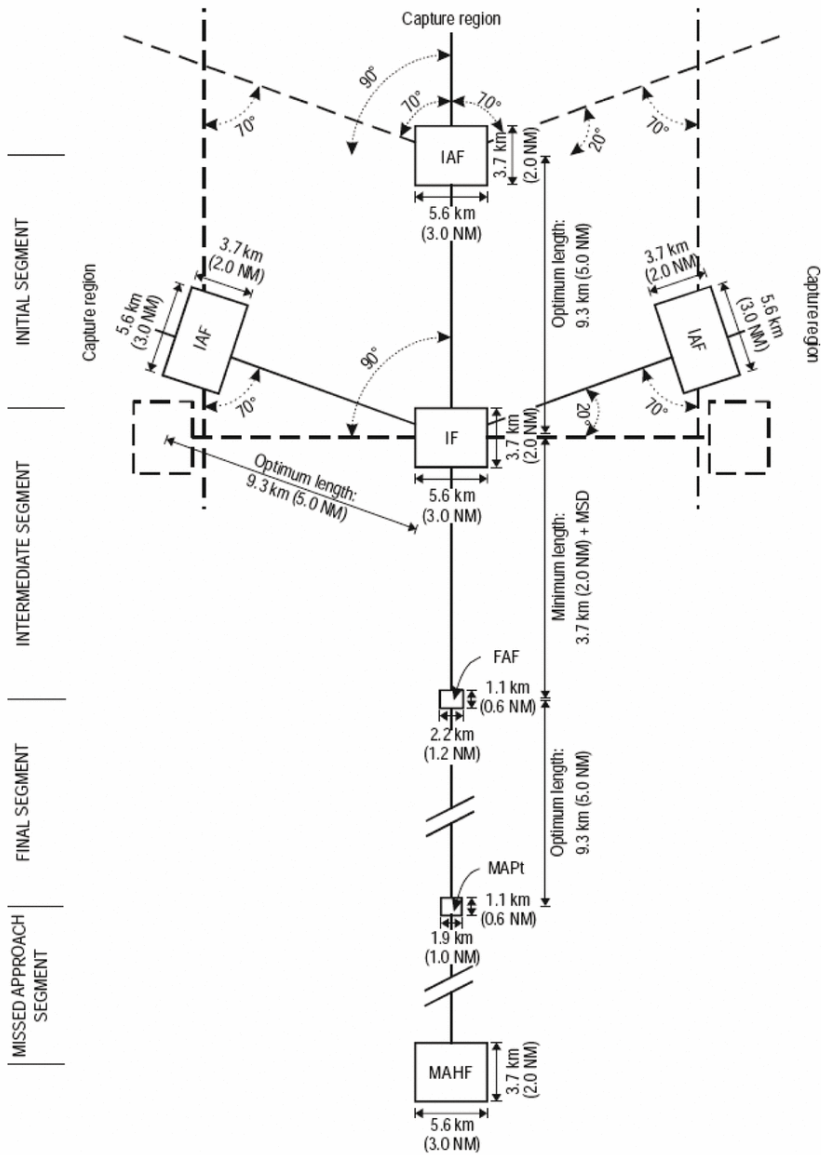 Capture region
90°
70°
70°
70°
20°
70°
IAF
3.7 km
(2.0 NM)
5.6 km
(3.0 NM)
INITIAL SEGMENT
Optimum length:
9.3 km (5.0 NM)
Capture region
3.7 km
(2.0 NM)
5.6 km
(3.0 NM)
IAF
70°
90°
3.7 km
(2.0 NM)
5.6 km
(3.0 NM)
IAF
Capture region
20°
70°
IF
3.7 km
(2.0 NM)
5.6 km
(3.0 NM)
Optimum length:
9.3 km (5.0 NM)
INTERMEDIATE SEGMENT
Minimum length:
3.7 km (2.0 NM) + MSD
FAF
1.1 km
(0.6 NM)
2.2 km
(1.2 NM)
FINAL SEGMENT
Optimum length:
9.3 km (5.0 NM)
MAPt
1.1 km
(0.6 NM)
1.9 km
(1.0 NM)
MISSED APPROACH
SEGMENT
MAHF
3.7 km
(2.0 NM)
5.6 km
(3.0 NM)